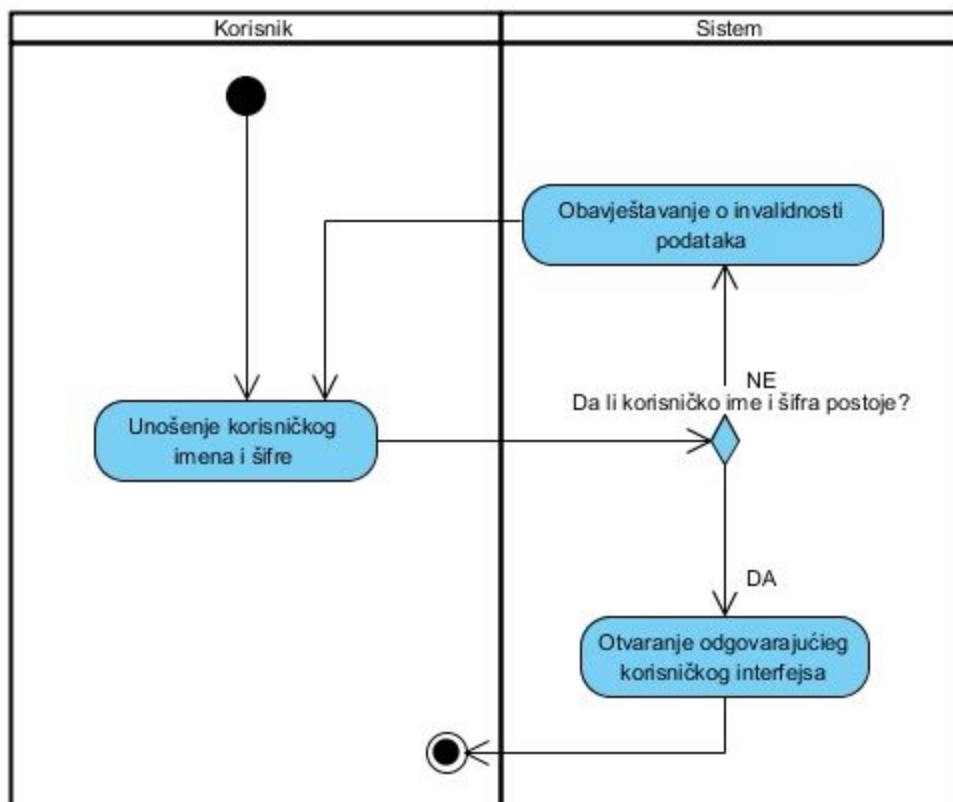 Korisnik
Sistem
Obavještavanje o invalidnosti
podataka
NE
Da li korisničko ime i šifra postoje?
Unošenje korisničkog
imena i šifre
DA
Otvaranje odgovarajućieg
korisničkog interfejsa